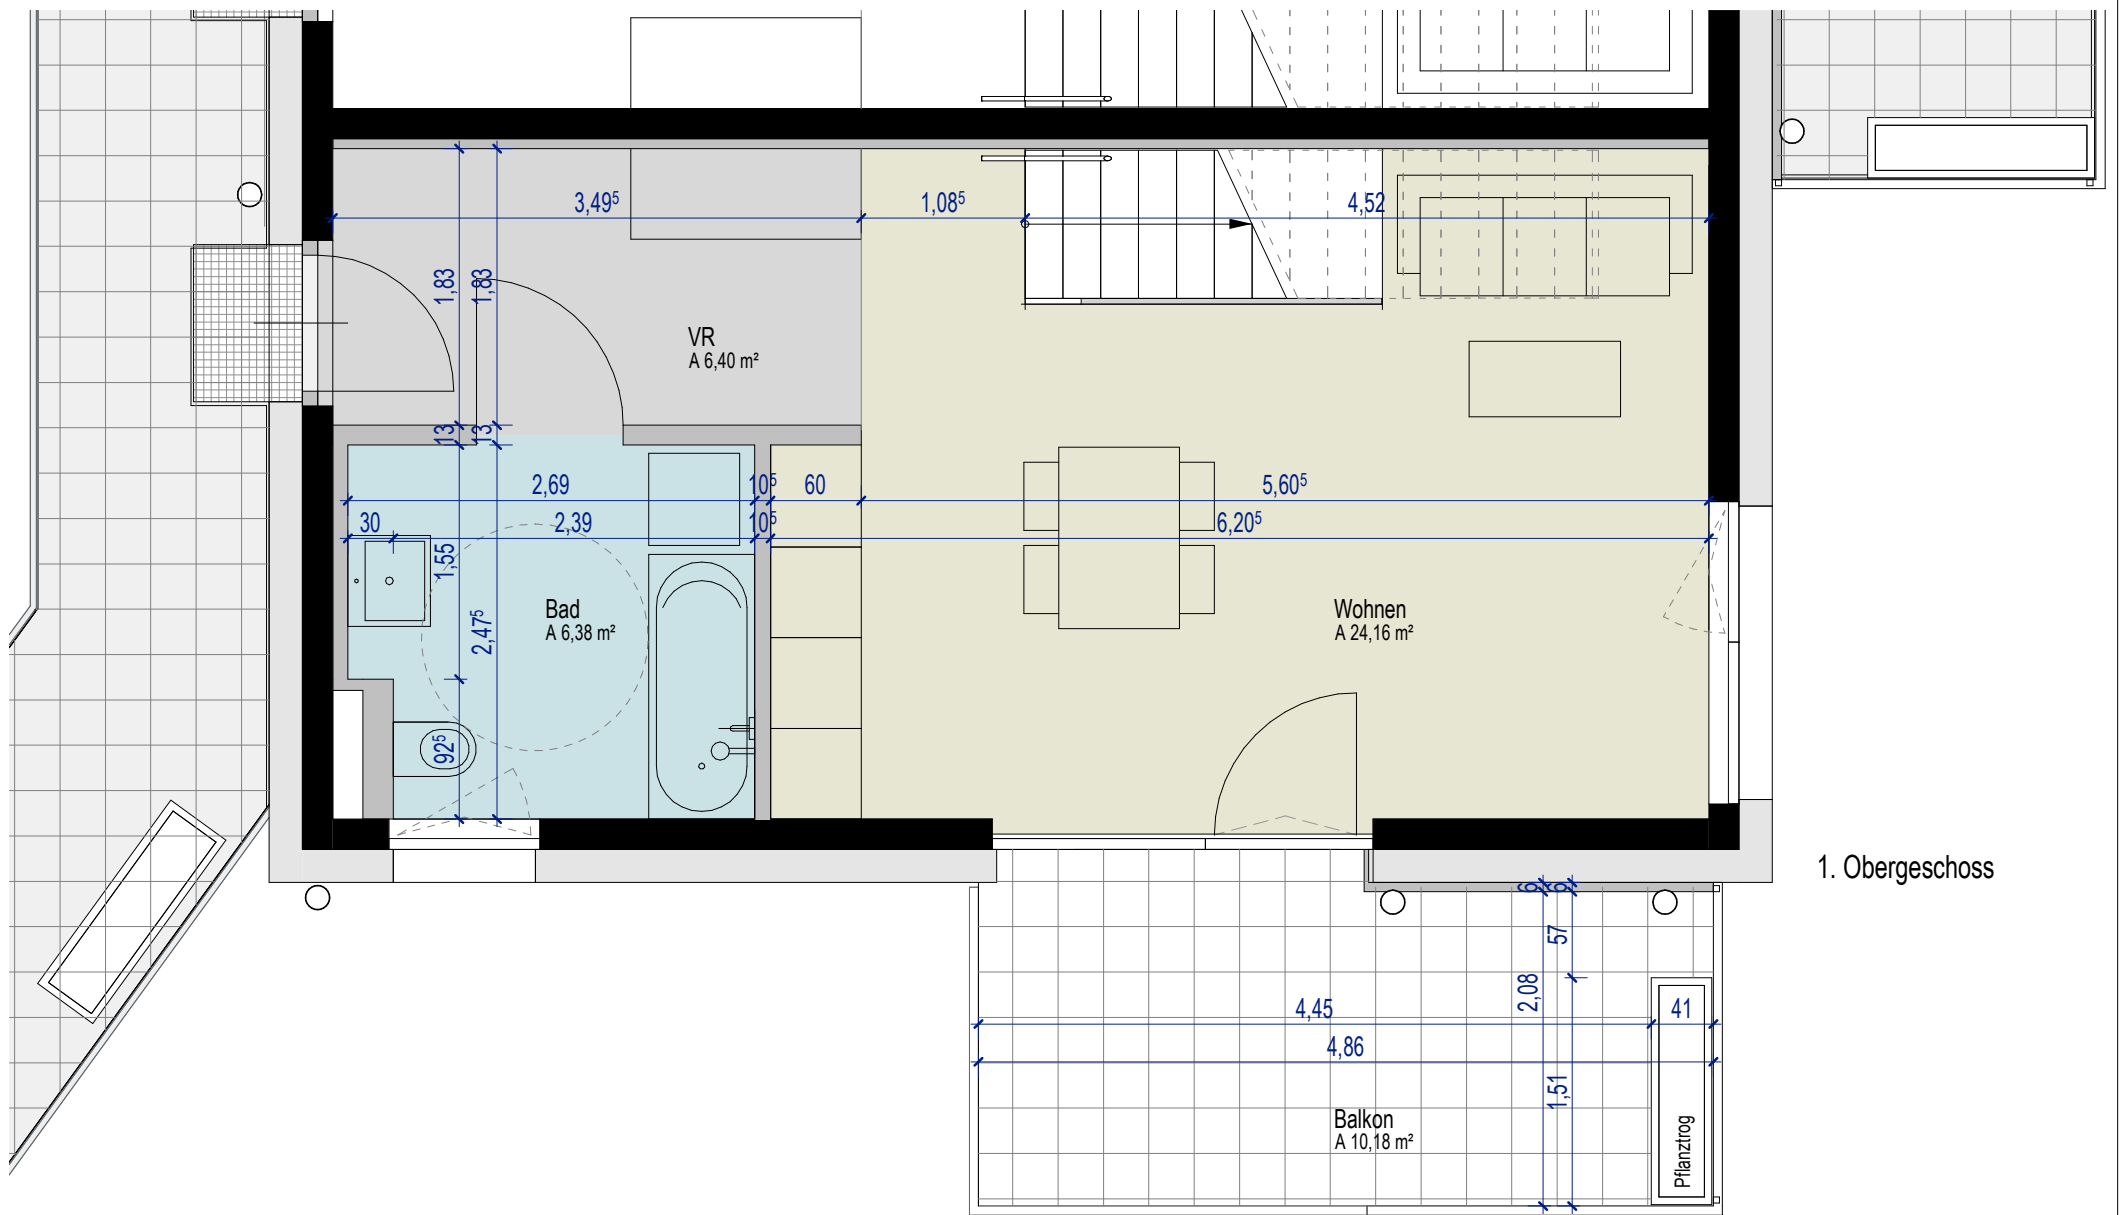 3,49⁵
1,08⁵
4,52
1,83
1,83
VR
A 6,40 m²
13
13
2,69
10⁵
60
5,60⁵
30
2,39
10⁵
6,20⁵
1,55
2,47⁵
Bad
A 6,38 m²
Wohnen
A 24,16 m²
92⁵
1. Obergeschoss
6
6
57
2,08
4,45
41
4,86
1,51
Balkon
A 10,18 m²
Pflanztrog